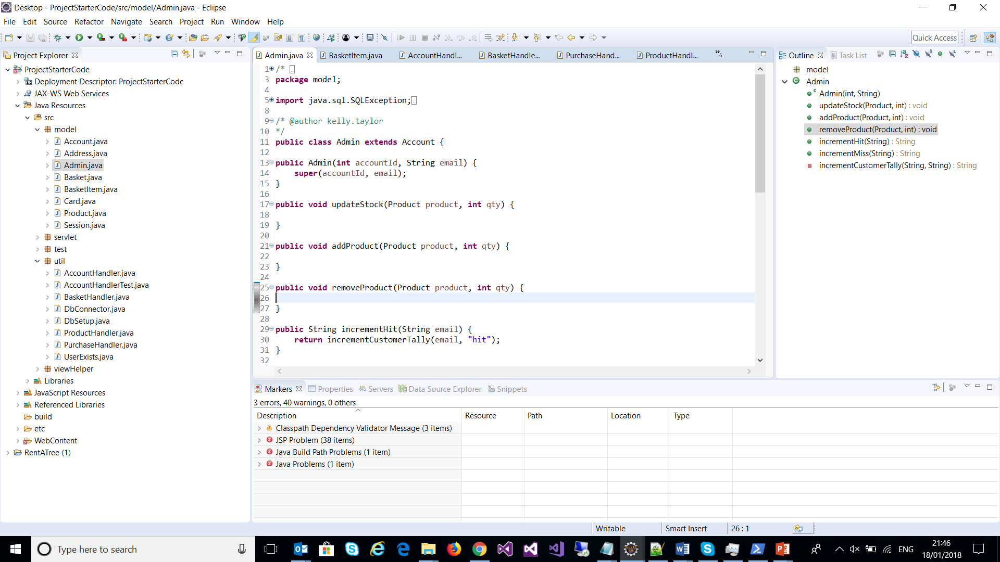 Desktop - ProjectStarterCode/src/model/Admin.java - Eclipse
File Edit Source Refactor Navigate Search Project Run Window Help
Quick Access
Project Explorer
ProjectStarterCode
Deployment Descriptor: ProjectStarterCode
JAX-WS Web Services
Java Resources
src
model
Account.java
Address.java
Admin.java
Basket.java
BasketItem.java
Card.java
Product.java
Session.java
servlet
test
util
AccountHandler.java
AccountHandlerTest.java
BasketHandler.java
DbConnector.java
DbSetup.java
ProductHandler.java
PurchaseHandler.java
UserExists.java
viewHelper
Libraries
JavaScript Resources
Referenced Libraries
build
etc
WebContent
RentATree (1)
Admin.java BasketItem.java AccountHandl... BasketHandle... PurchaseHand... ProductHandl... »6
1 /*
3 package model;
4
5 import java.sql.SQLException;
8
9 /* @author kelly.taylor
10 */
11 public class Admin extends Account {
12
13 public Admin(int accountId, String email) {
14 super(accountId, email);
15 }
16
17 public void updateStock(Product product, int qty) {
18
19 }
20
21 public void addProduct(Product product, int qty) {
22
23 }
24
25 public void removeProduct(Product product, int qty) {
26
27 }
28
29 public String incrementHit(String email) {
30 return incrementCustomerTally(email, "hit");
31 }
32
Outline Task List
model
Admin
Admin(int, String)
updateStock(Product, int) : void
addProduct(Product, int) : void
removeProduct(Product, int) : void
incrementHit(String) : String
incrementMiss(String) : String
incrementCustomerTally(String, String) : String
Markers Properties Servers Data Source Explorer Snippets
3 errors, 40 warnings, 0 others
Description Resource Path Location Type
Classpath Dependency Validator Message (3 items)
JSP Problem (38 items)
Java Build Path Problems (1 item)
Java Problems (1 item)
Writable Smart Insert 26 : 1
Type here to search
ENG
21:46
18/01/2018